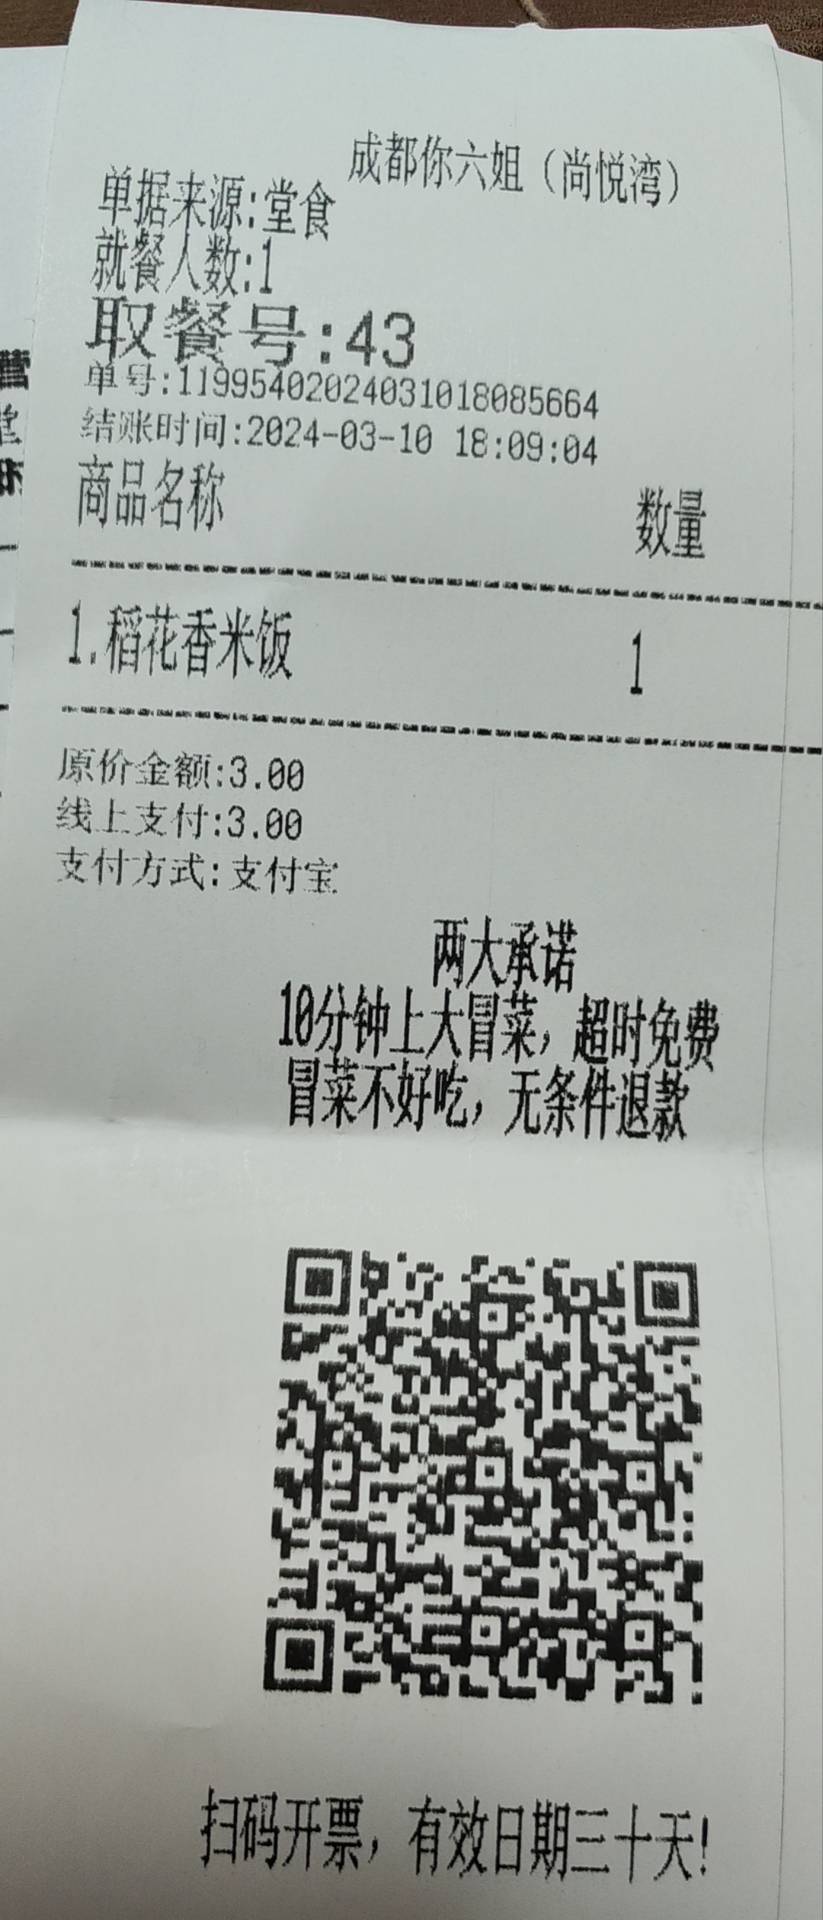 成都你六姐（尚悦湾）
单据来源:堂食
就餐人数:1
取餐号:43
单号:11995402024031018085664
结账时间:2024-03-10 18:09:04
商品名称 数量
1.稻花香米饭 1
原价金额:3.00
线上支付:3.00
支付方式:支付宝
两大承诺
10分钟上大冒菜，超时免费
冒菜不好吃，无条件退款
扫码开票，有效日期三十天!